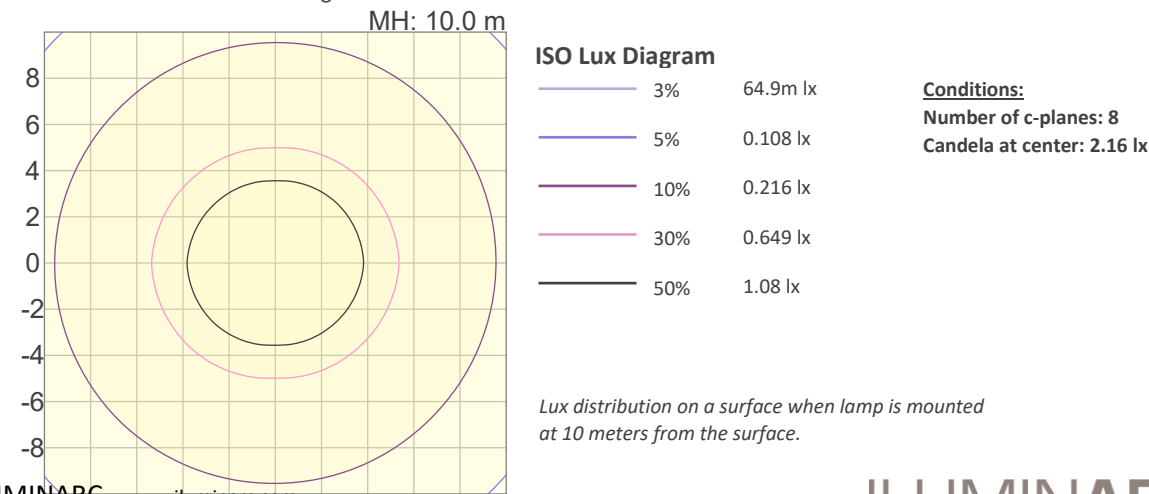 MH: 10.0 m
8
6
4
2
0
-2
-4
-6
-8
ISO Lux Diagram
3% 64.9m lx
5% 0.108 lx
10% 0.216 lx
30% 0.649 lx
50% 1.08 lx
Conditions:
Number of c-planes: 8
Candela at center: 2.16 lx
Lux distribution on a surface when lamp is mounted
at 10 meters from the surface.